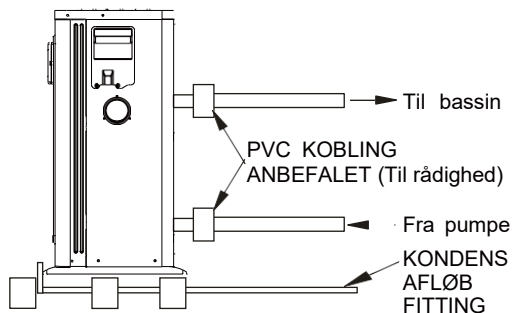 Til bassin
PVC KOBLING
ANBEFALET (Til rådighed)
Fra pumpe
KONDENS
AFLØB
FITTING